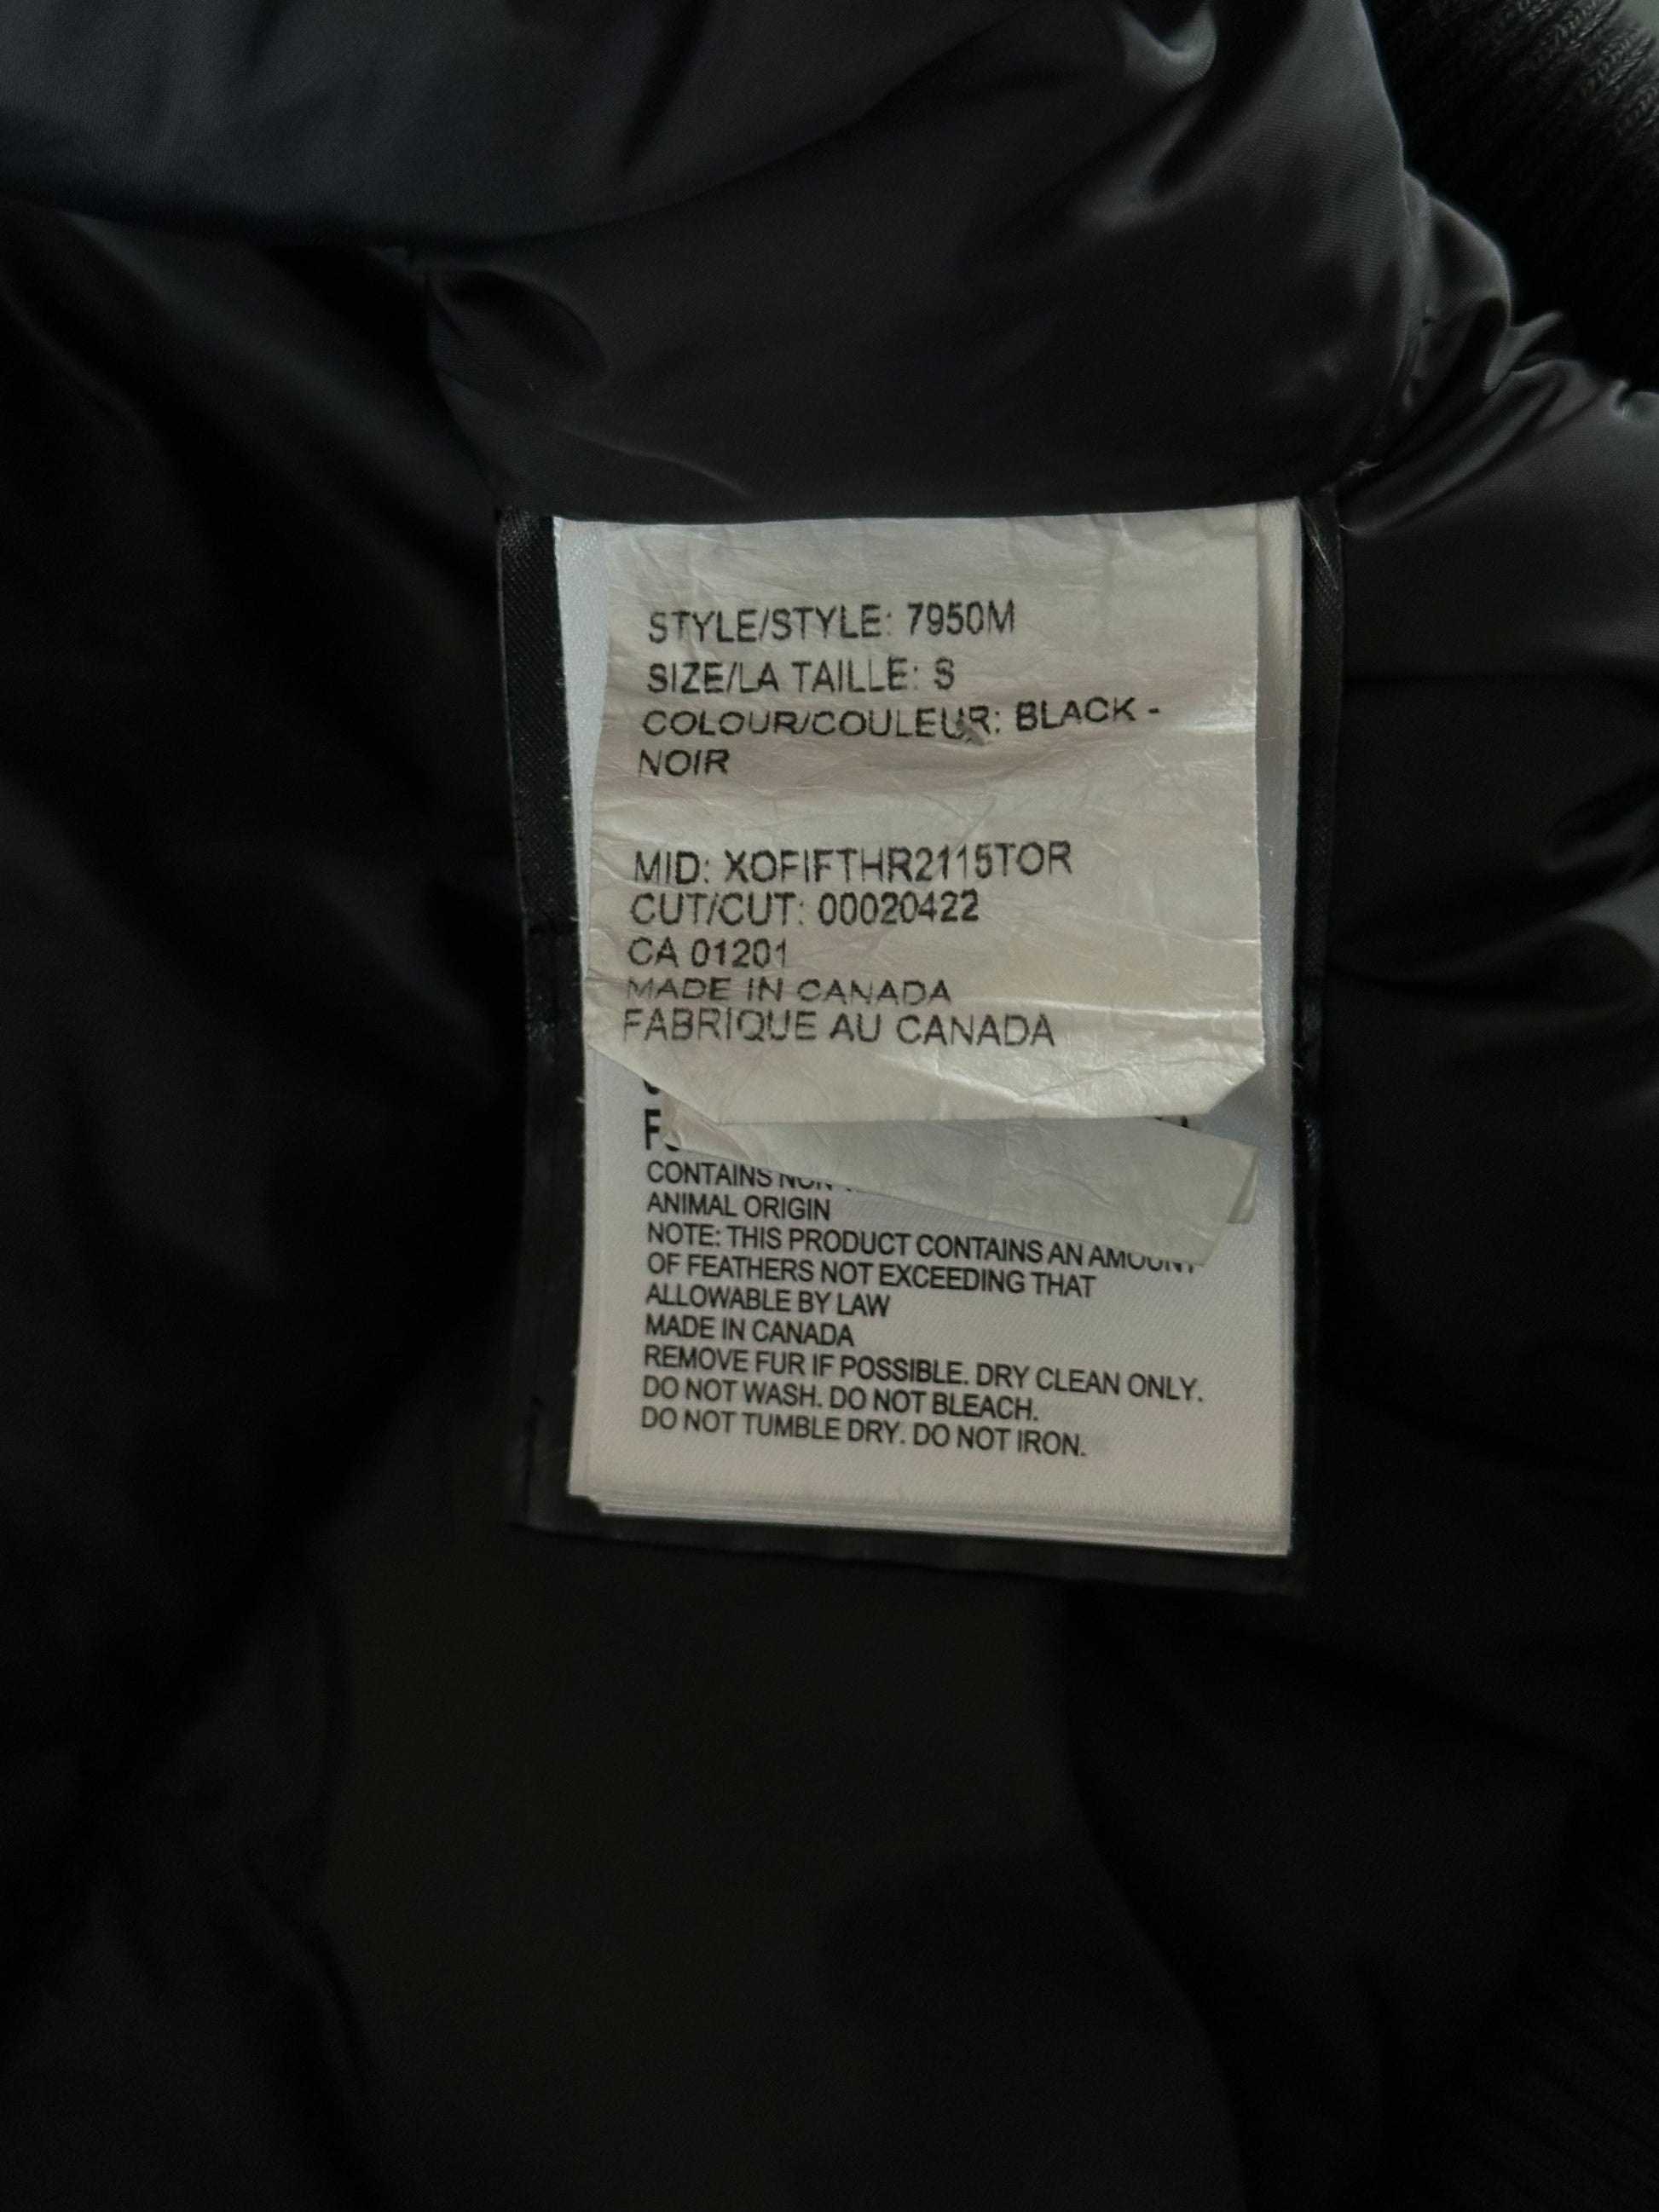 STYLE/STYLE: 7950M
SIZE/LA TAILLE: S
COLOUR/COULEUR: BLACK -
NOIR
MID: XOFIFTHR2115TOR
CUT/CUT: 00020422
CA 01201
MADE IN CANADA
FABRIQUE AU CANADA
CONTAINS
ANIMAL ORIGIN
NOTE: THIS PRODUCT CONTAINS AN AMOUNT
OF FEATHERS NOT EXCEEDING THAT
ALLOWABLE BY LAW
MADE IN CANADA
REMOVE FUR IF POSSIBLE. DRY CLEAN ONLY.
DO NOT WASH. DO NOT BLEACH.
DO NOT TUMBLE DRY. DO NOT IRON.